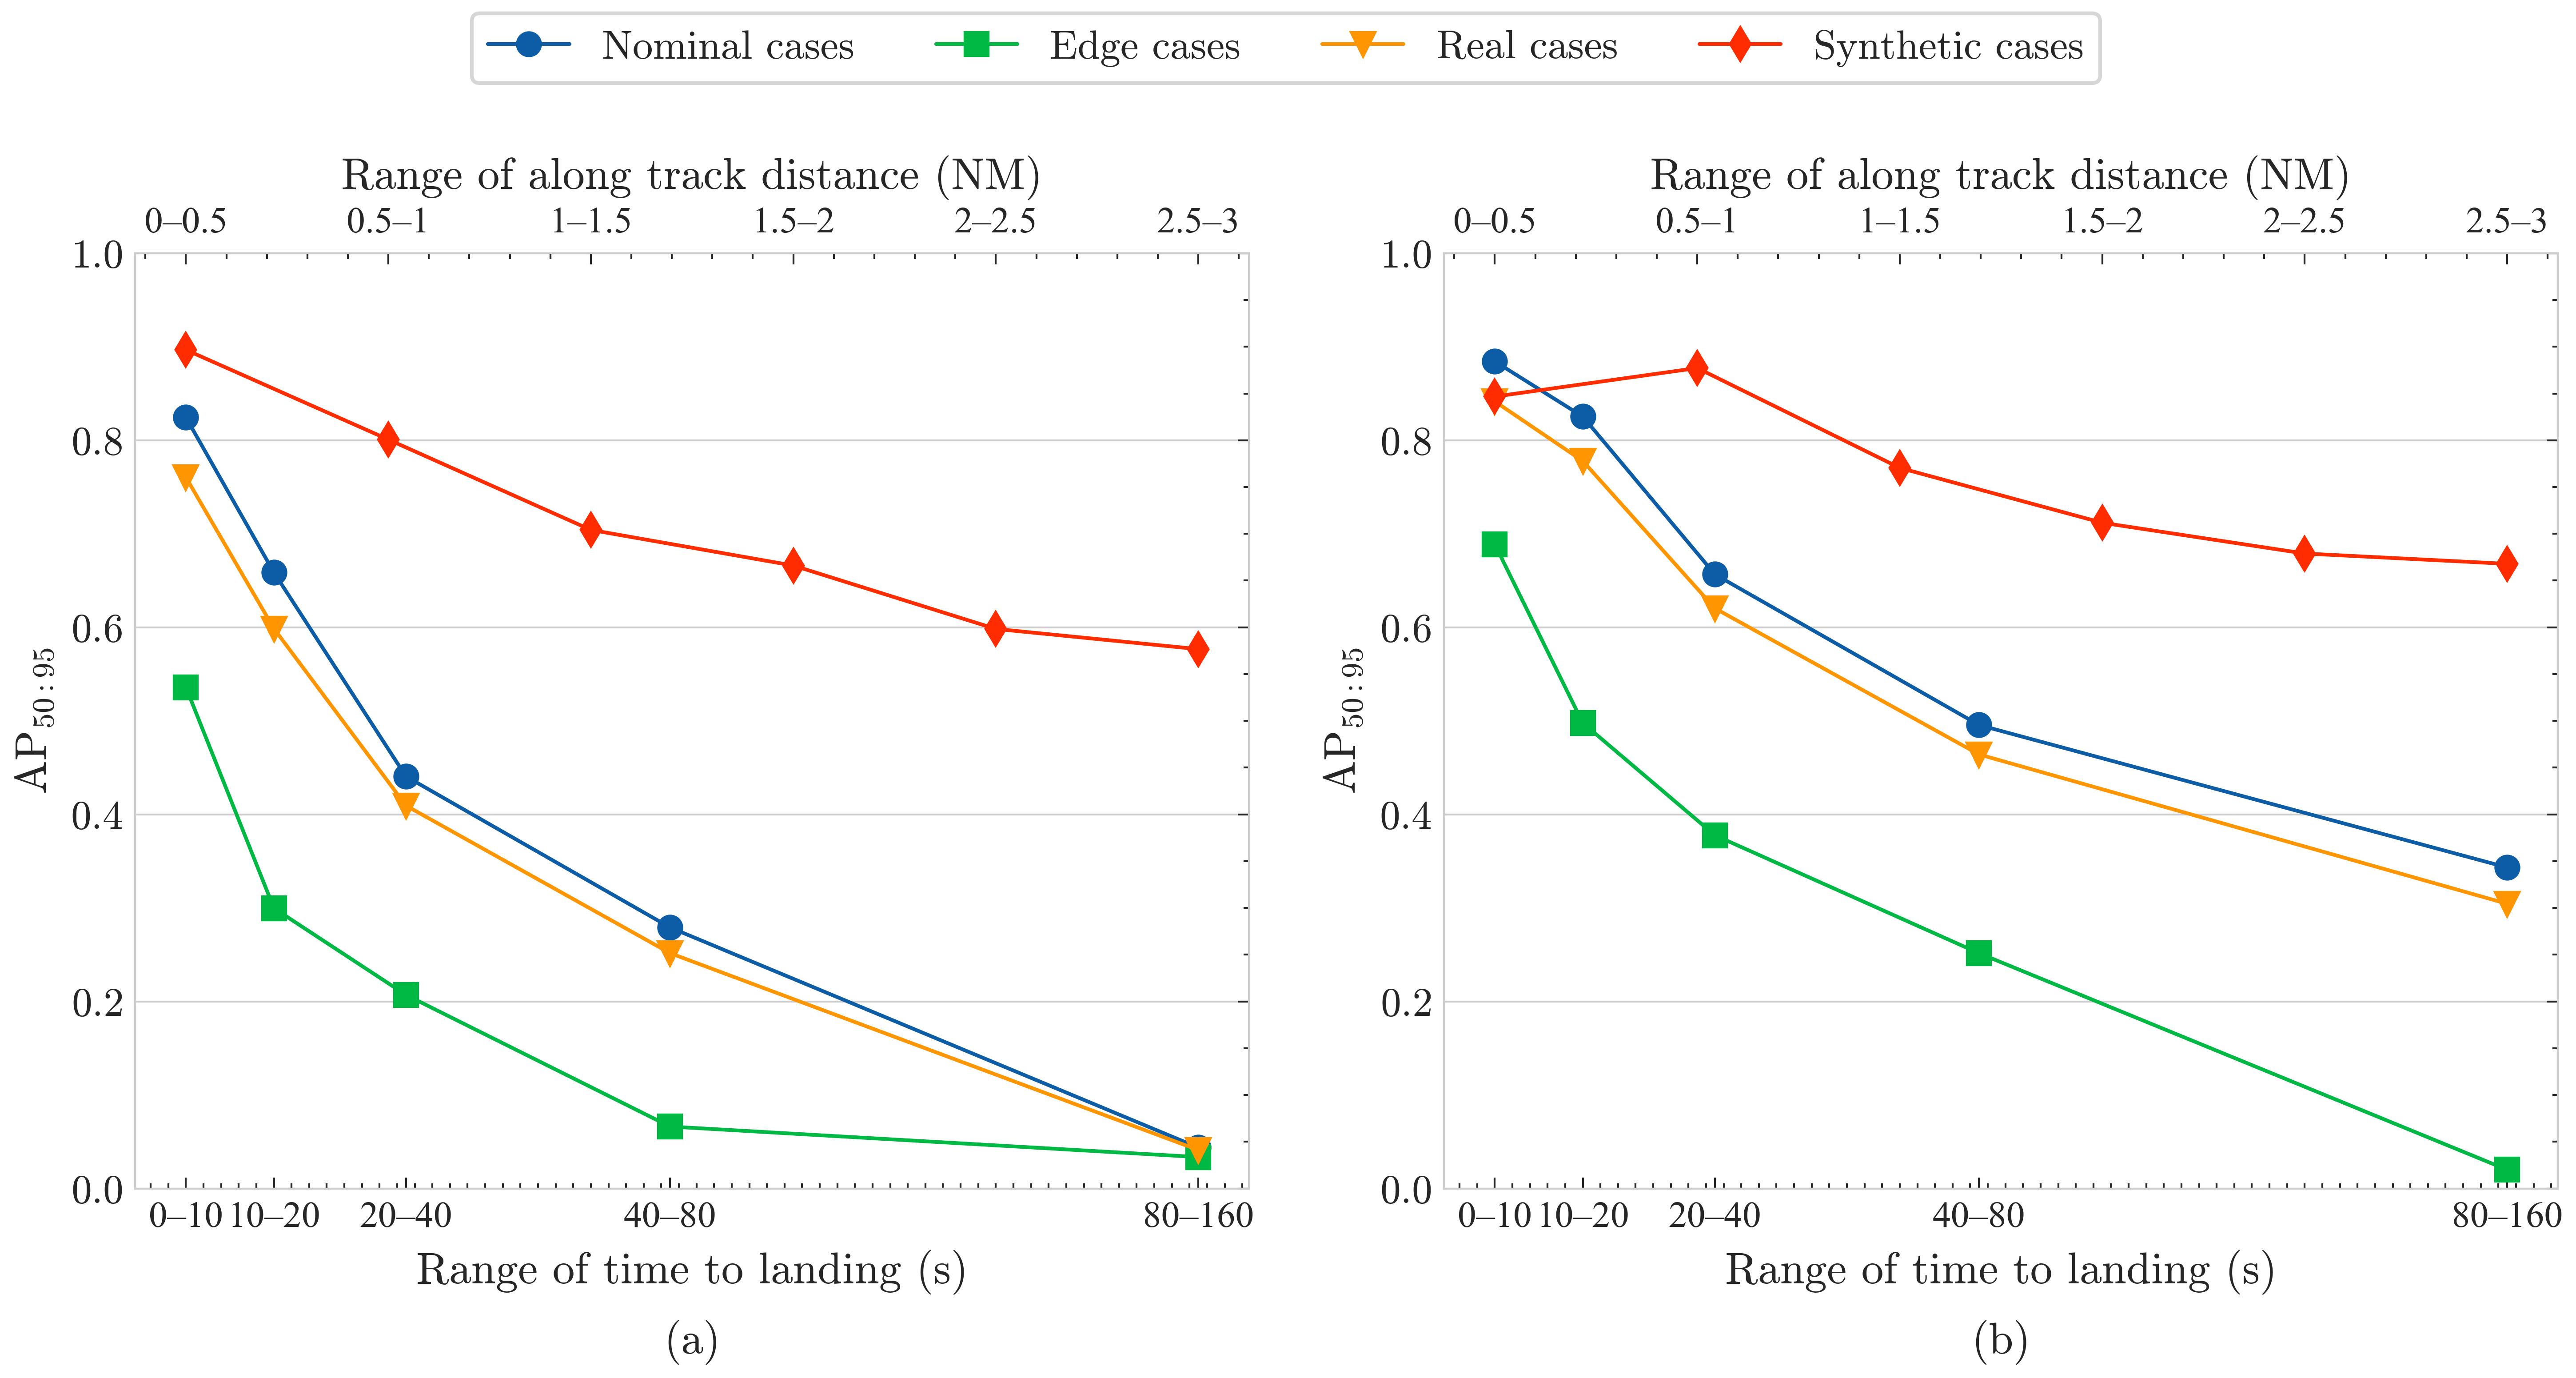 Nominal cases Edge cases Real cases Synthetic cases
Range of along track distance (NM)
0–0.5 0.5–1 1–1.5 1.5–2 2–2.5 2.5–3
1.0
0.8
0.6
0.4
0.2
0.0
AP50:95
0–10 10–20 20–40 40–80 80–160
Range of time to landing (s)
(a)
Range of along track distance (NM)
0–0.5 0.5–1 1–1.5 1.5–2 2–2.5 2.5–3
1.0
0.8
0.6
0.4
0.2
0.0
AP50:95
0–10 10–20 20–40 40–80 80–160
Range of time to landing (s)
(b)